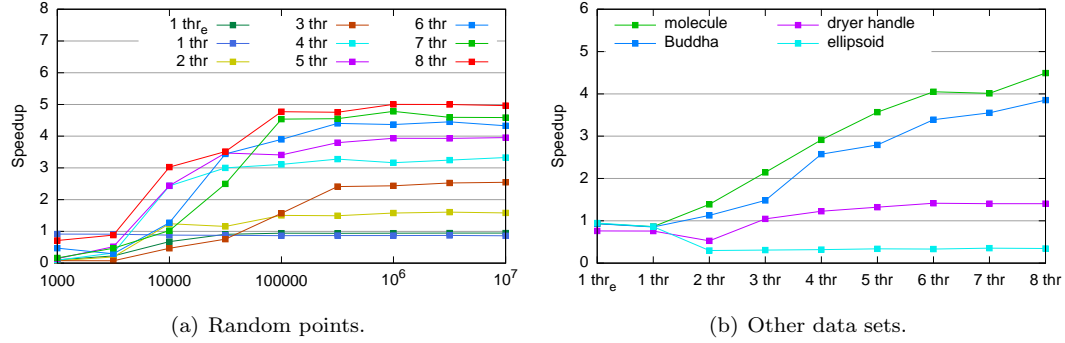 8
7
6
5
4
3
2
1
0
Speedup
1 thr_e
1 thr
2 thr
3 thr
4 thr
5 thr
6 thr
7 thr
8 thr
1000 10000 100000 10^6 10^7
(a) Random points.
6
5
4
3
2
1
0
Speedup
molecule
Buddha
dryer handle
ellipsoid
1 thr_e 1 thr 2 thr 3 thr 4 thr 5 thr 6 thr 7 thr 8 thr
(b) Other data sets.